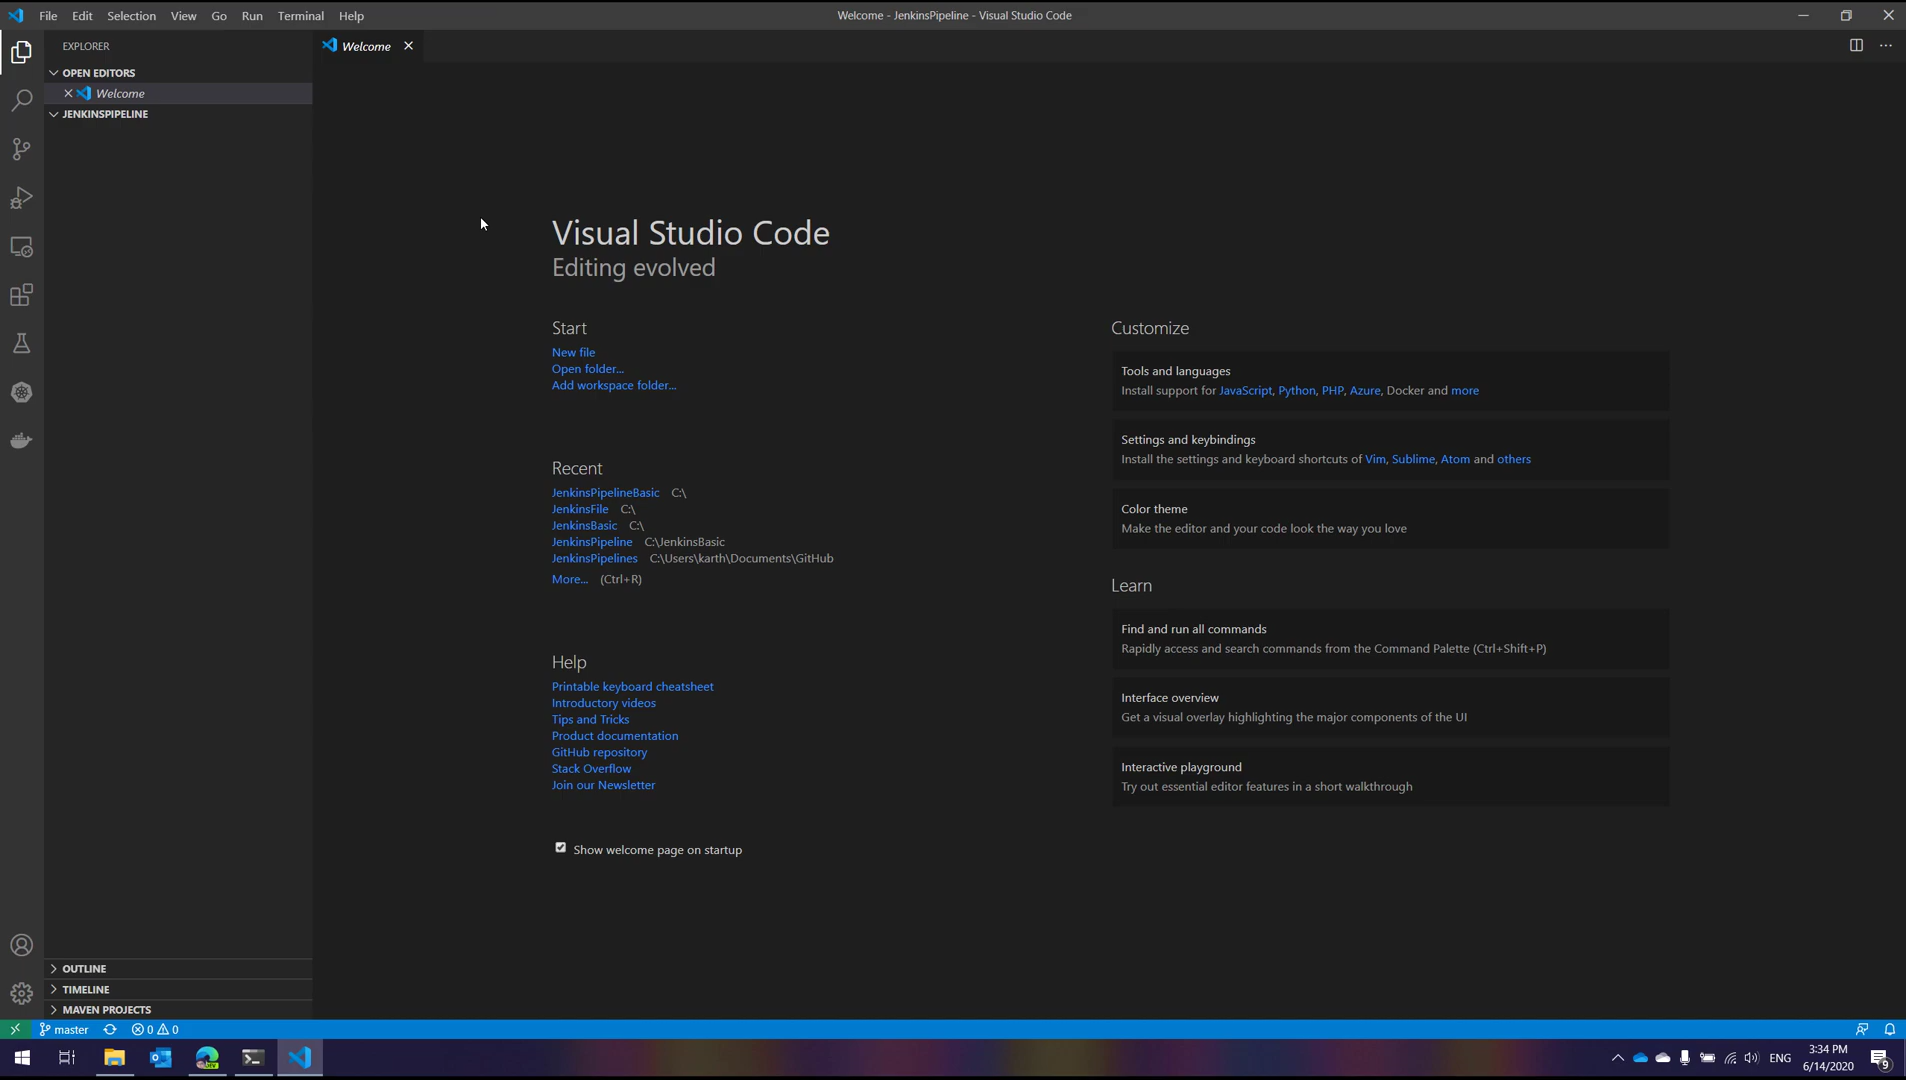 File Edit Selection View Go Run Terminal Help
Welcome - JenkinsPipeline - Visual Studio Code
EXPLORER
OPEN EDITORS
Welcome
JENKINSPIPELINE
OUTLINE
TIMELINE
MAVEN PROJECTS
Welcome
Visual Studio Code
Editing evolved
Start
New file
Open folder...
Add workspace folder...
Recent
JenkinsPipelineBasic C:\
JenkinsFile C:\
JenkinsBasic C:\
JenkinsPipeline C:\JenkinsBasic
JenkinsPipelines C:\Users\karth\Documents\GitHub
More... (Ctrl+R)
Help
Printable keyboard cheatsheet
Introductory videos
Tips and Tricks
Product documentation
GitHub repository
Stack Overflow
Join our Newsletter
Show welcome page on startup
Customize
Tools and languages
Install support for JavaScript, Python, PHP, Azure, Docker and more
Settings and keybindings
Install the settings and keyboard shortcuts of Vim, Sublime, Atom and others
Color theme
Make the editor and your code look the way you love
Learn
Find and run all commands
Rapidly access and search commands from the Command Palette (Ctrl+Shift+P)
Interface overview
Get a visual overlay highlighting the major components of the UI
Interactive playground
Try out essential editor features in a short walkthrough
master 0 0
DEV
ENG
3:34 PM
6/14/2020
9